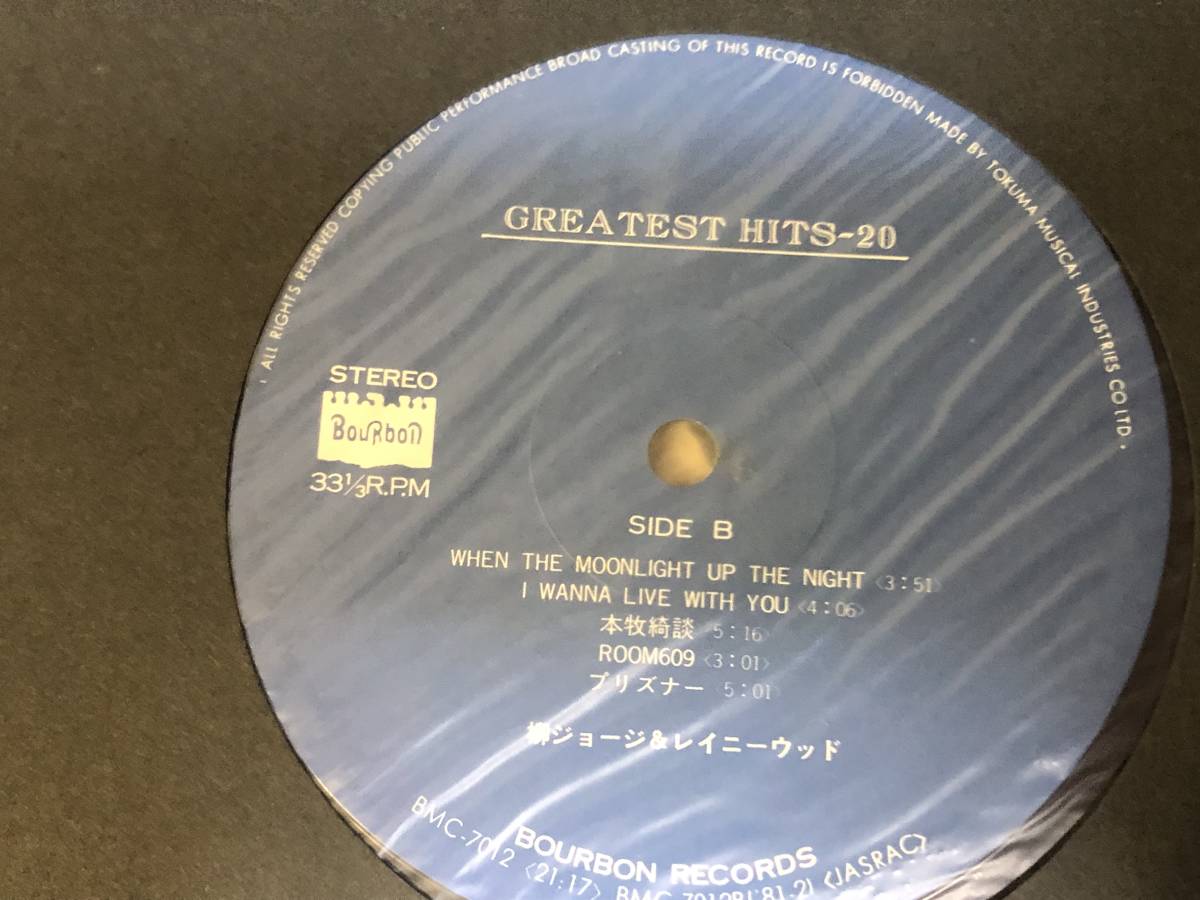 · ALL RIGHTS RESERVED COPYING PUBLIC PERFORMANCE BROAD CASTING OF THIS RECORD IS FORBIDDEN MADE BY TOKUMA MUSICAL INDUSTRIES CO LTD ·
GREATEST HITS-20
STEREO
BouRbon
33⅓R.P.M
SIDE B
WHEN THE MOONLIGHT UP THE NIGHT <3:51>
I WANNA LIVE WITH YOU <4:06>
本牧綺談 <5:16>
ROOM609 <3:01>
プリズナー <5:01>
柳ジョージ&レイニーウッド
BOURBON RECORDS
BMC-7012 <21:17> BMC-7012B('81.2) <JASRAC>